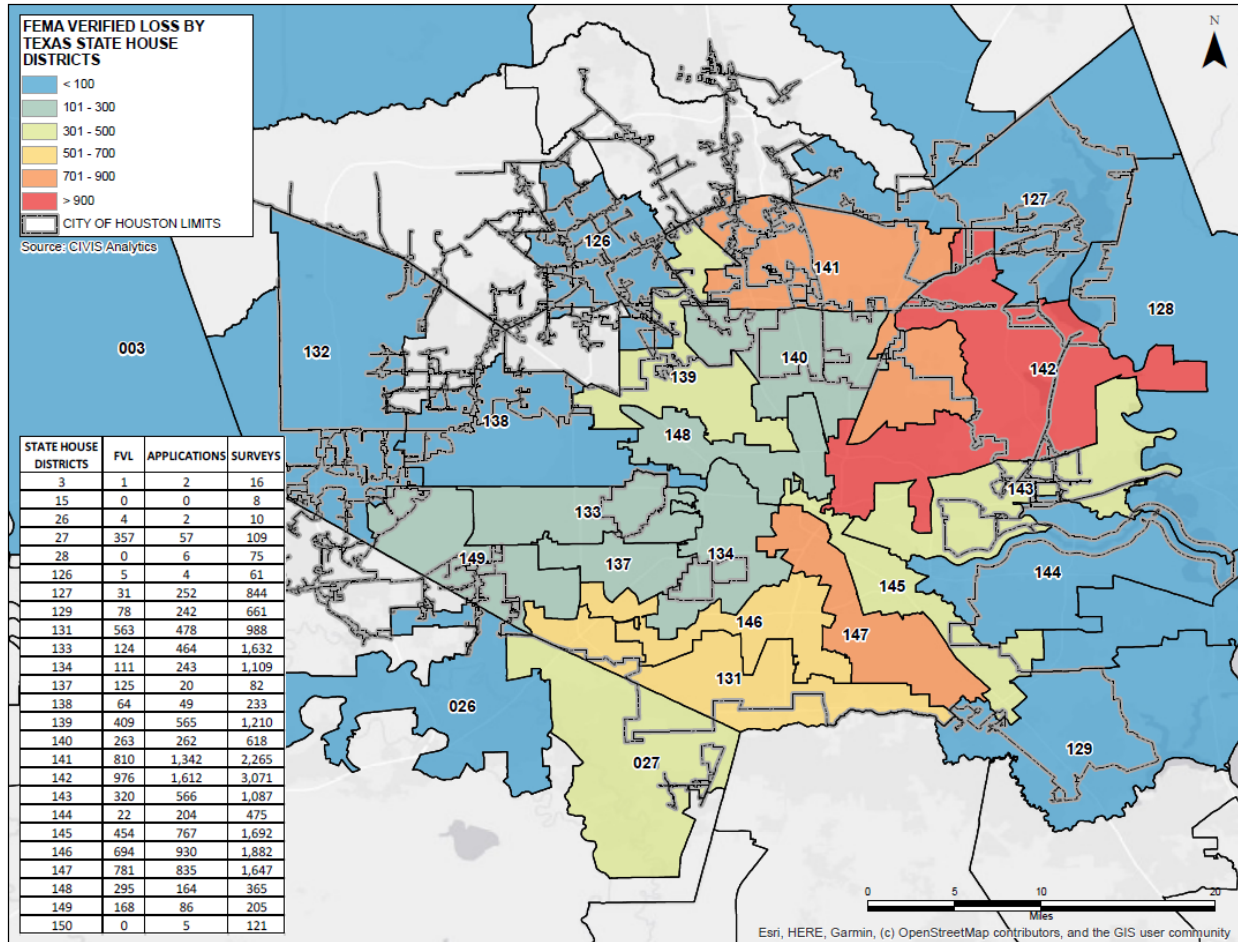 FEMA VERIFIED LOSS BY
TEXAS STATE HOUSE
DISTRICTS
< 100
101 - 300
301 - 500
501 - 700
701 - 900
> 900
CITY OF HOUSTON LIMITS
Source: CIVIS Analytics
N
127
126
141
128
003
132
140
142
139
138
148
143
133
149
134
137
144
145
146
147
131
026
129
027
STATE HOUSE DISTRICTS FVL APPLICATIONS SURVEYS
3 1 2 16
15 0 0 8
26 4 2 10
27 357 57 109
28 0 6 75
126 5 4 61
127 31 252 844
129 78 242 661
131 563 478 988
133 124 464 1,632
134 111 243 1,109
137 125 20 82
138 64 49 233
139 409 565 1,210
140 263 262 618
141 810 1,342 2,265
142 976 1,612 3,071
143 320 566 1,087
144 22 204 475
145 454 767 1,692
146 694 930 1,882
147 781 835 1,647
148 295 164 365
149 168 86 205
150 0 5 121
0 5 10 20
Miles
Esri, HERE, Garmin, (c) OpenStreetMap contributors, and the GIS user community